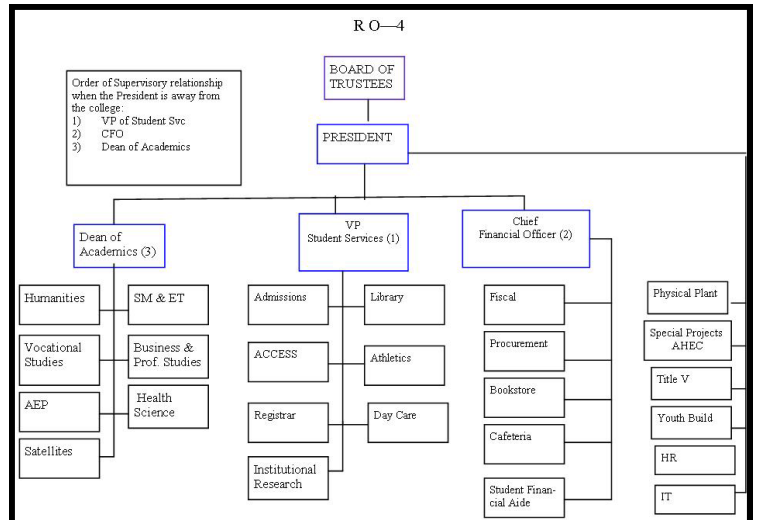 R O—4
BOARD OF
TRUSTEES
Order of Supervisory relationship
when the President is away from
the college:
1) VP of Student Svc
2) CFO
3) Dean of Academics
PRESIDENT
Dean of
Academics (3)
VP
Student Services (1)
Chief
Financial Officer (2)
Humanities
SM & ET
Vocational
Studies
Business &
Prof. Studies
AEP
Health
Science
Satellites
Admissions
Library
ACCESS
Athletics
Registrar
Day Care
Institutional
Research
Fiscal
Procurement
Bookstore
Cafeteria
Student Finan-
cial Aide
Physical Plant
Special Projects
AHEC
Title V
Youth Build
HR
IT